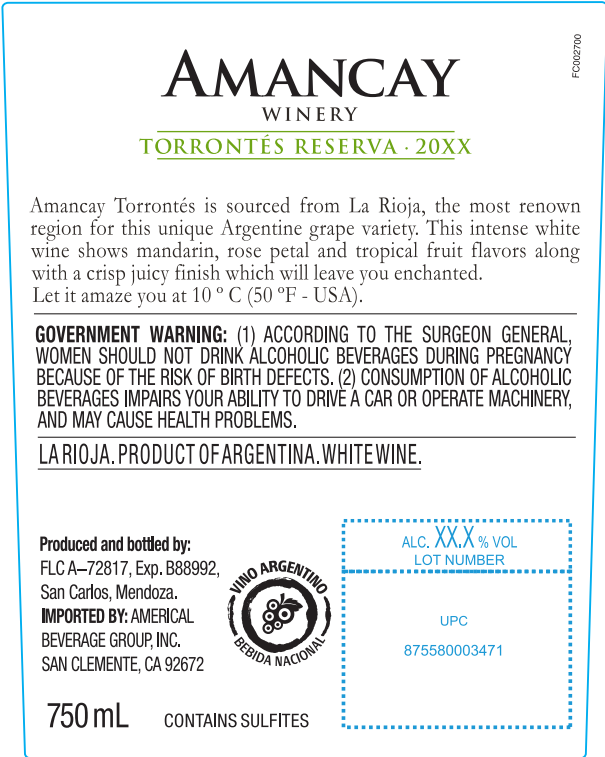 FC002700
AMANCAY
WINERY
TORRONTÉS RESERVA · 20XX
Amancay Torrontés is sourced from La Rioja, the most renown
region for this unique Argentine grape variety. This intense white
wine shows mandarin, rose petal and tropical fruit flavors along
with a crisp juicy finish which will leave you enchanted.
Let it amaze you at 10 º C (50 ºF - USA).
GOVERNMENT WARNING: (1) ACCORDING TO THE SURGEON GENERAL,
WOMEN SHOULD NOT DRINK ALCOHOLIC BEVERAGES DURING PREGNANCY
BECAUSE OF THE RISK OF BIRTH DEFECTS. (2) CONSUMPTION OF ALCOHOLIC
BEVERAGES IMPAIRS YOUR ABILITY TO DRIVE A CAR OR OPERATE MACHINERY,
AND MAY CAUSE HEALTH PROBLEMS.
LA RIOJA. PRODUCT OF ARGENTINA. WHITE WINE.
Produced and bottled by:
FLC A–72817, Exp. B88992,
San Carlos, Mendoza.
IMPORTED BY: AMERICAL
BEVERAGE GROUP, INC.
SAN CLEMENTE, CA 92672
VINO ARGENTINO
BEBIDA NACIONAL
ALC. XX.X % VOL
LOT NUMBER
UPC
875580003471
750 mL
CONTAINS SULFITES